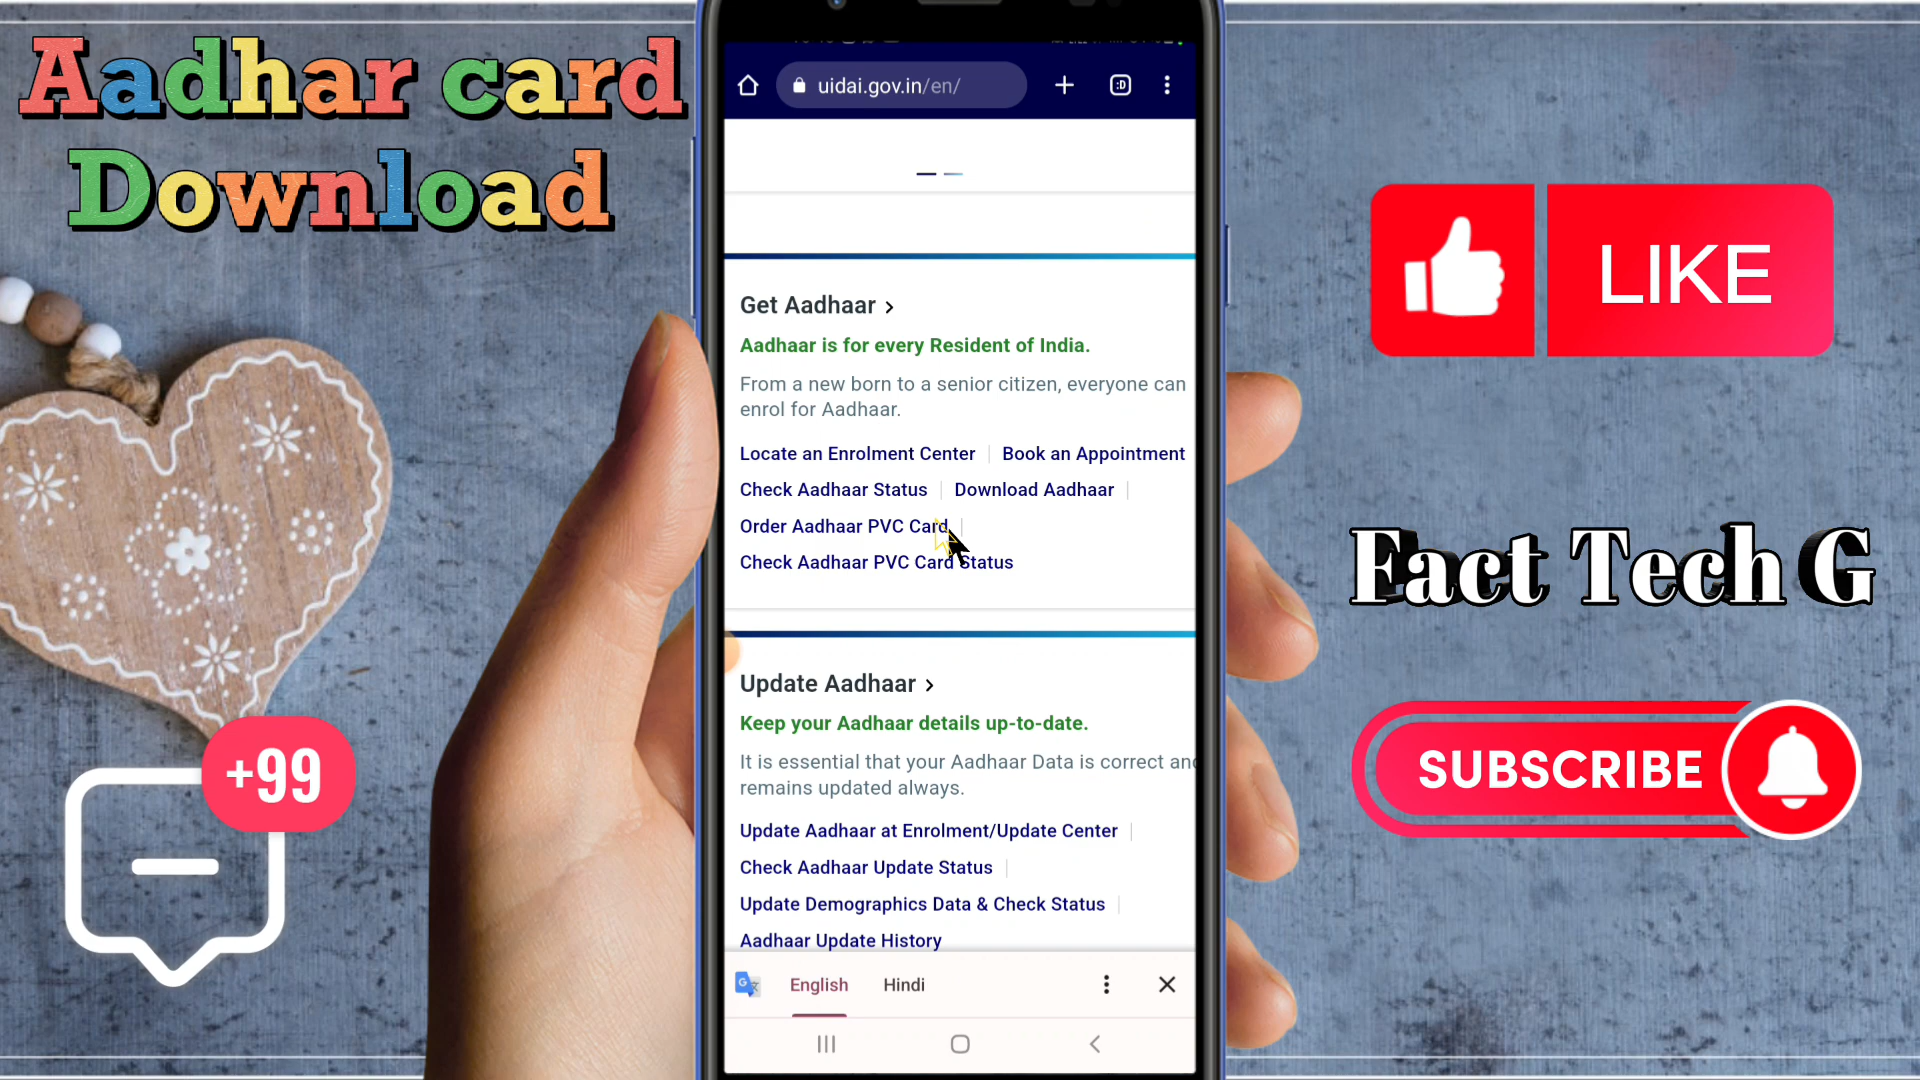 Aadhar card
Download
uidai.gov.in/en/
:D
Get Aadhaar >
Aadhaar is for every Resident of India.
From a new born to a senior citizen, everyone can
enrol for Aadhaar.
Locate an Enrolment Center | Book an Appointment
Check Aadhaar Status | Download Aadhaar |
Order Aadhaar PVC Card |
Check Aadhaar PVC Card Status
Update Aadhaar >
Keep your Aadhaar details up-to-date.
It is essential that your Aadhaar Data is correct and
remains updated always.
Update Aadhaar at Enrolment/Update Center |
Check Aadhaar Update Status |
Update Demographics Data & Check Status |
Aadhaar Update History
English Hindi
LIKE
Fact Tech G
SUBSCRIBE
+99